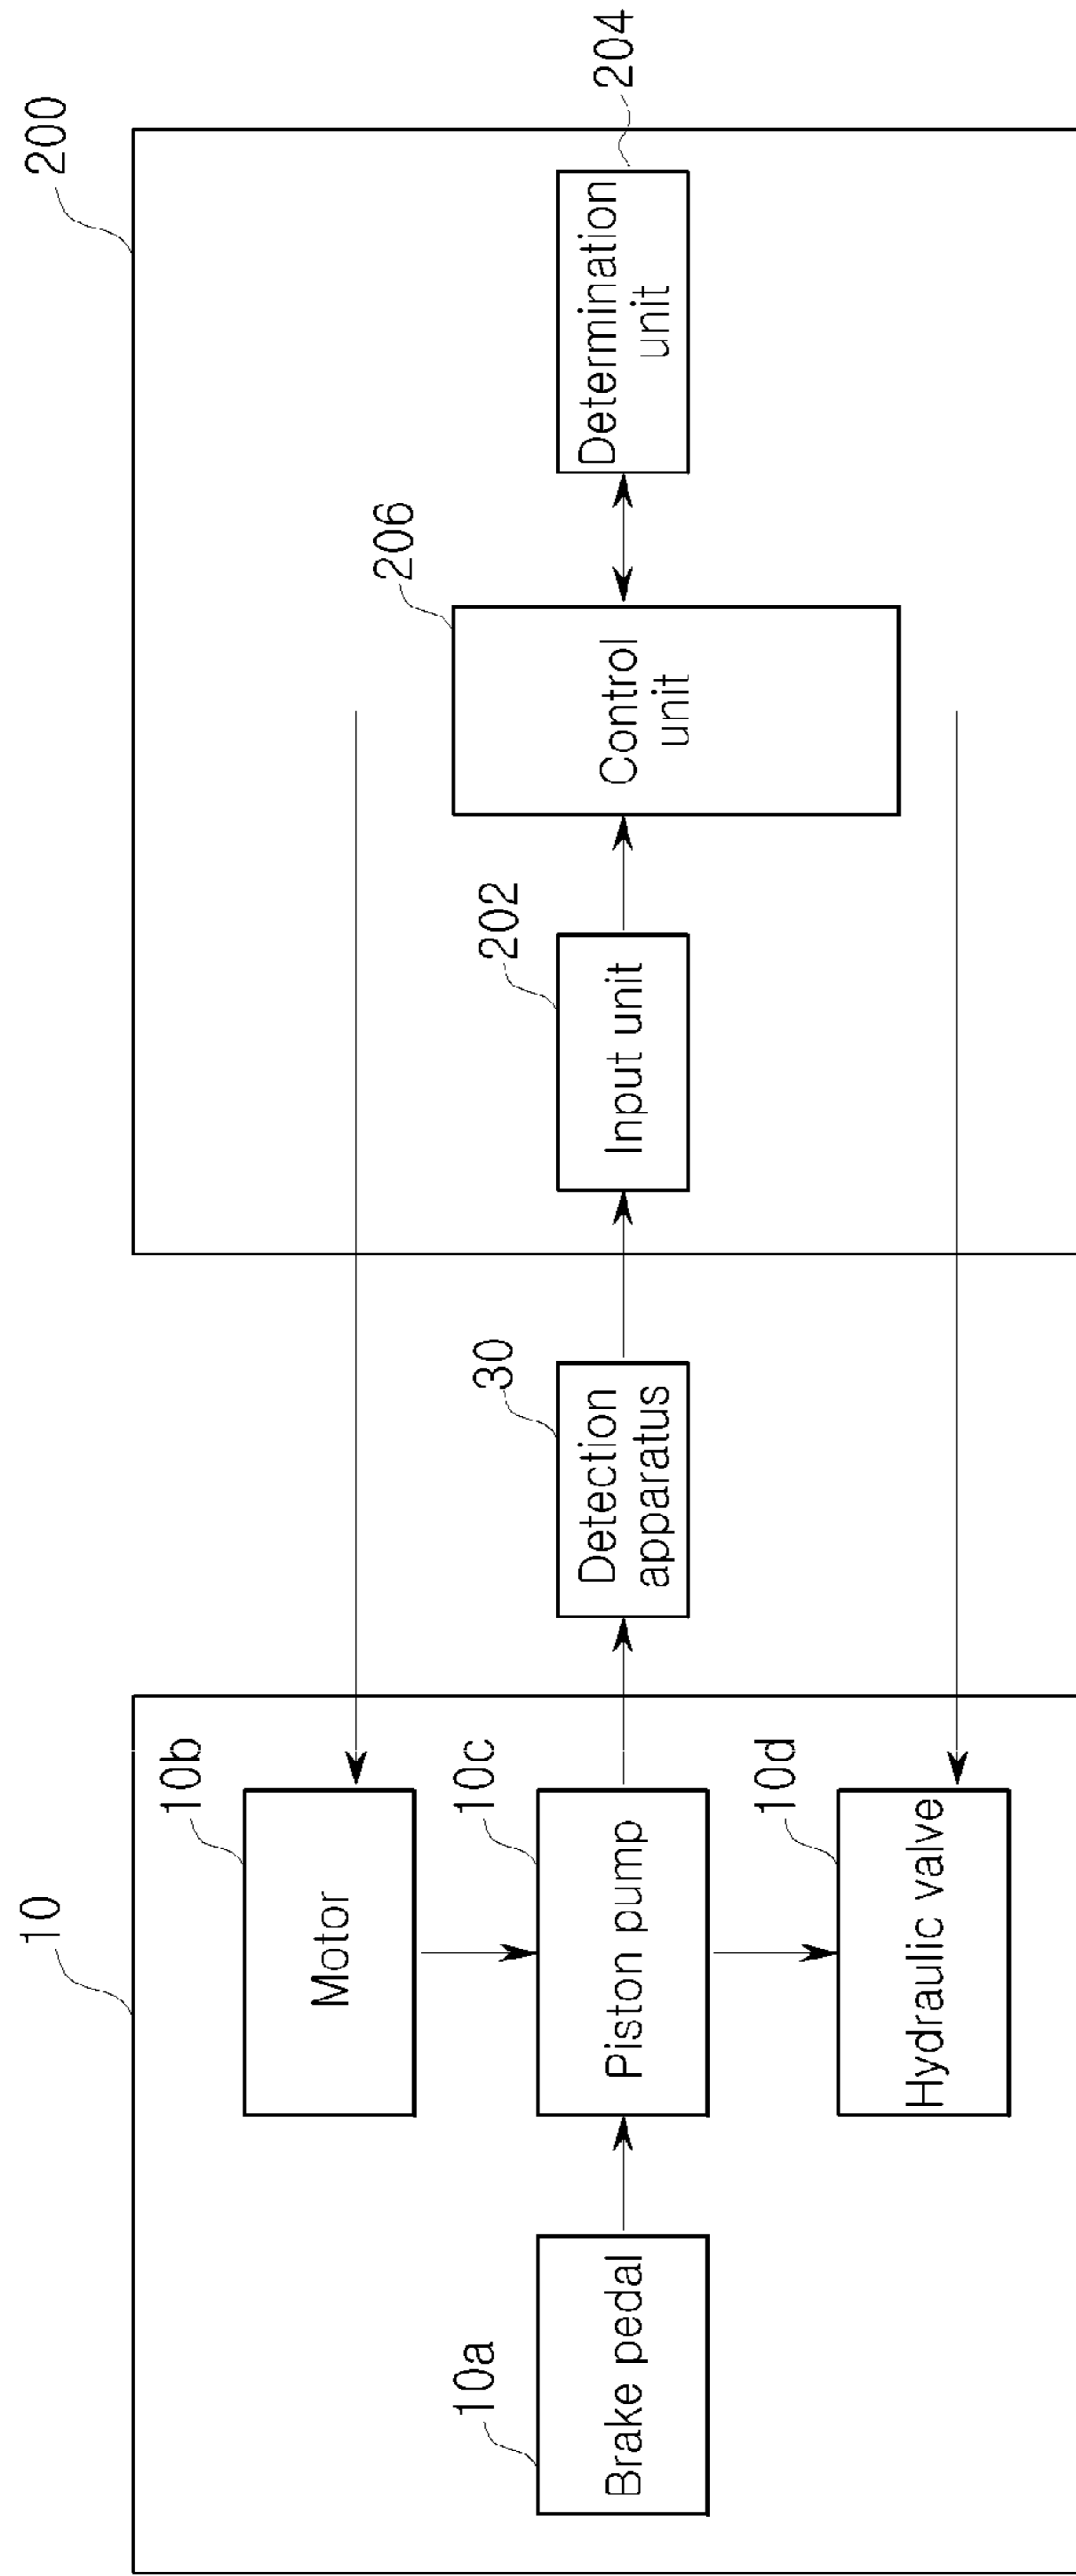 10
200
10b
Motor
206
10a
Brake pedal
10c
Piston pump
30
Detection
apparatus
202
Input unit
Control
unit
204
Determination
unit
10d
Hydraulic valve